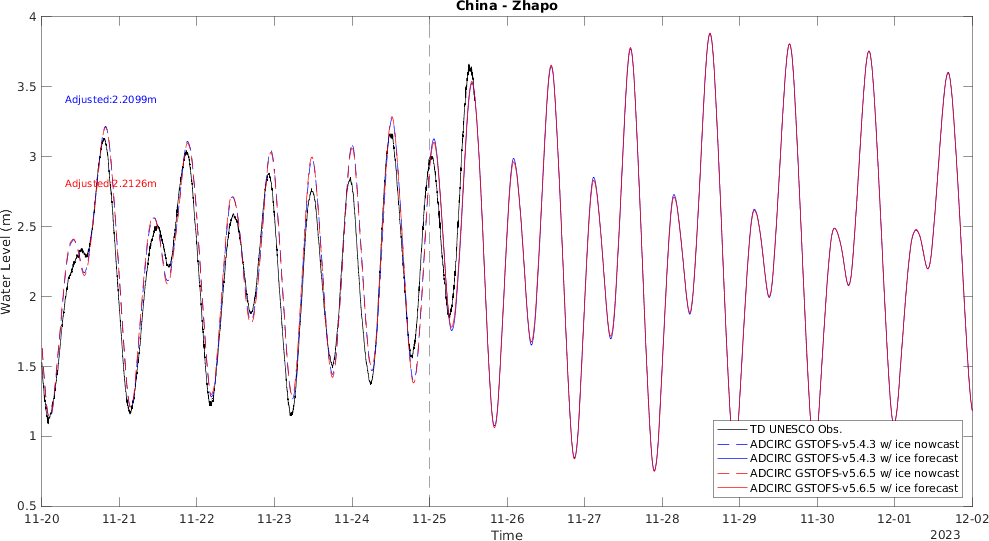 China - Zhapo
4
3.5
3
2.5
2
1.5
1
0.5
Water Level (m)
Adjusted:2.2099m
Adjusted:2.2126m
TD UNESCO Obs.
ADCIRC GSTOFS-v5.4.3 w/ ice nowcast
ADCIRC GSTOFS-v5.4.3 w/ ice forecast
ADCIRC GSTOFS-v5.6.5 w/ ice nowcast
ADCIRC GSTOFS-v5.6.5 w/ ice forecast
11-20 11-21 11-22 11-23 11-24 11-25 11-26 11-27 11-28 11-29 11-30 12-01 12-02
Time
2023